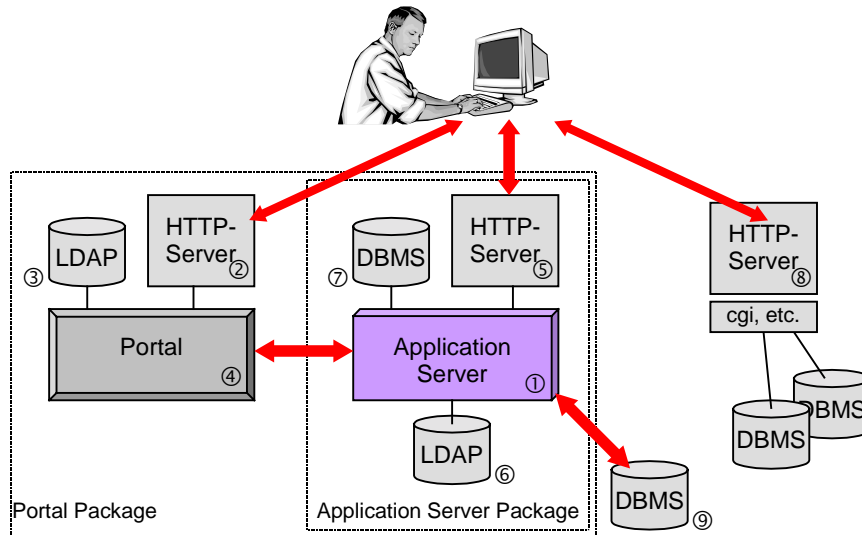 HTTP-
Server
②
LDAP
③
Portal
④
HTTP-
Server
⑤
DBMS
⑦
Application
Server
①
LDAP
⑥
HTTP-
Server
⑧
cgi, etc.
DBMS
DBMS
DBMS
⑨
Portal Package
Application Server Package